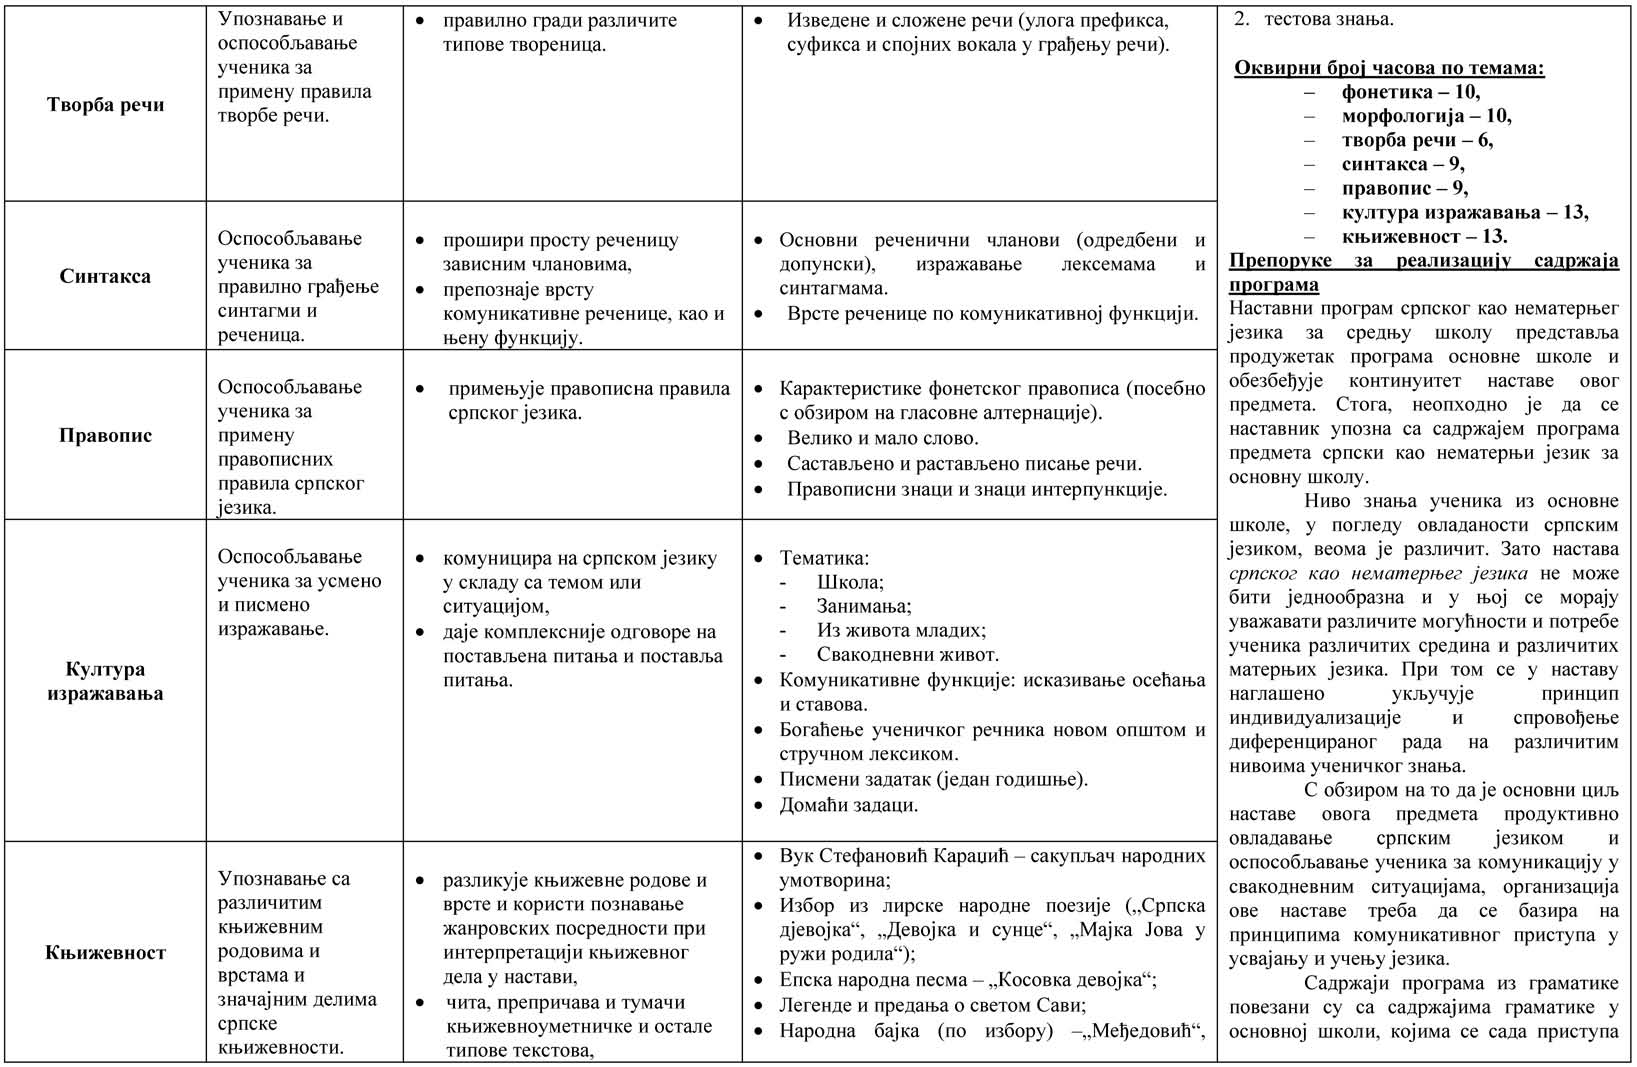 Творба речи
Упознавање и
оспособљавање
ученика за
примену правила
творбе речи.
• правилно гради различите
типове твореница.
• Изведене и сложене речи (улога префикса,
суфикса и спојних вокала у грађењу речи).
Синтакса
Оспособљавање
ученика за
правилно грађење
синтагми и
реченица.
• прошири просту реченицу
зависним члановима,
• препознаје врсту
комуникативне реченице, као и
њену функцију.
• Основни реченични чланови (одредбени и
допунски), изражавање лексемама и
синтагмама.
• Врсте реченице по комуникативној функцији.
Правопис
Оспособљавање
ученика за
примену
правописних
правила српског
језика.
• примењује правописна правила
српског језика.
• Карактеристике фонетског правописа (посебно
с обзиром на гласовне алтернације).
• Велико и мало слово.
• Састављено и растављено писање речи.
• Правописни знаци и знаци интерпункције.
Култура
изражавања
Оспособљавање
ученика за усмено
и писмено
изражавање.
• комуницира на српском језику
у складу са темом или
ситуацијом,
• даје комплексније одговоре на
постављена питања и поставља
питања.
• Тематика:
- Школа;
- Занимања;
- Из живота младих;
- Свакодневни живот.
• Комуникативне функције: исказивање осећања
и ставова.
• Богаћење ученичког речника новом општом и
стручном лексиком.
• Писмени задатак (један годишње).
• Домаћи задаци.
Књижевност
Упознавање са
различитим
књижевним
родовима и
врстама и
значајним делима
српске
књижевности.
• разликује књижевне родове и
врсте и користи познавање
жанровских посредности при
интерпретацији књижевног
дела у настави,
• чита, препричава и тумачи
књижевноуметничке и остале
типове текстова,
• Вук Стефановић Караџић – сакупљач народних
умотворина;
• Избор из лирске народне поезије („Српска
дјевојка“, „Девојка и сунце“, „Мајка Јова у
ружи родила“);
• Епска народна песма – „Косовка девојка“;
• Легенде и предања о светом Сави;
• Народна бајка (по избору) –„Међедовић“,
2. тестова знања.
Оквирни број часова по темама:
– фонетика – 10,
– морфологија – 10,
– творба речи – 6,
– синтакса – 9,
– правопис – 9,
– култура изражавања – 13,
– књижевност – 13.
Препоруке за реализацију садржаја
програма
Наставни програм српског као нематерњег
језика за средњу школу представља
продужетак програма основне школе и
обезбеђује континуитет наставе овог
предмета. Стога, неопходно је да се
наставник упозна са садржајем програма
предмета српски као нематерњи језик за
основну школу.
Ниво знања ученика из основне
школе, у погледу овладаности српским
језиком, веома је различит. Зато настава
српског као нематерњег језика не може
бити једнообразна и у њој се морају
уважавати различите могућности и потребе
ученика различитих средина и различитих
матерњих језика. При том се у наставу
наглашено укључује принцип
индивидуализације и спровођење
диференцираног рада на различитим
нивоима ученичког знања.
С обзиром на то да је основни циљ
наставе овога предмета продуктивно
овладавање српским језиком и
оспособљавање ученика за комуникацију у
свакодневним ситуацијама, организација
ове наставе треба да се базира на
принципима комуникативног приступа у
усвајању и учењу језика.
Садржаји програма из граматике
повезани су са садржајима граматике у
основној школи, којима се сада приступа